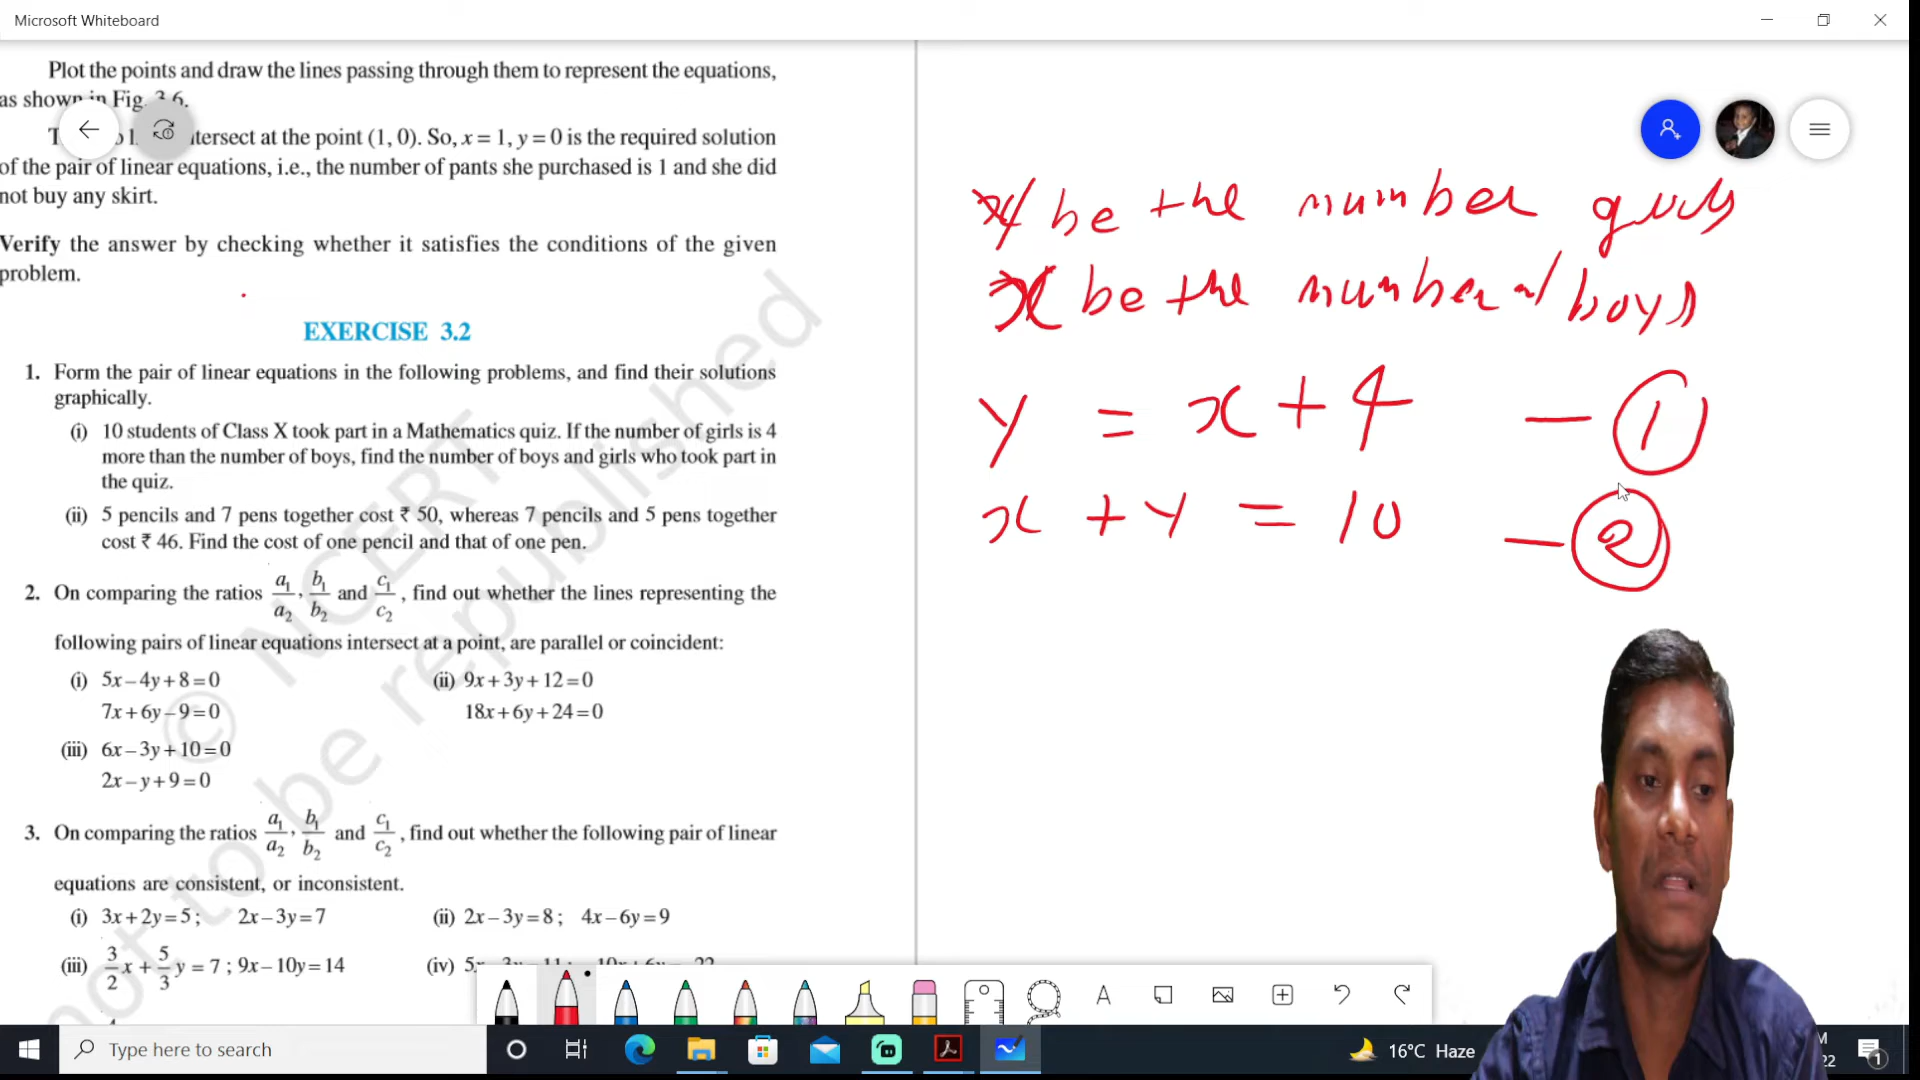 Microsoft Whiteboard
Plot the points and draw the lines passing through them to represent the equations,
as shown in Fig. 3.6.
intersect at the point (1, 0). So, x = 1, y = 0 is the required solution
of the pair of linear equations, i.e., the number of pants she purchased is 1 and she did
not buy any skirt.
Verify the answer by checking whether it satisfies the conditions of the given
problem.
EXERCISE 3.2
1. Form the pair of linear equations in the following problems, and find their solutions
graphically.
(i) 10 students of Class X took part in a Mathematics quiz. If the number of girls is 4
more than the number of boys, find the number of boys and girls who took part in
the quiz.
(ii) 5 pencils and 7 pens together cost ₹ 50, whereas 7 pencils and 5 pens together
cost ₹ 46. Find the cost of one pencil and that of one pen.
2. On comparing the ratios a1/a2, b1/b2 and c1/c2, find out whether the lines representing the
following pairs of linear equations intersect at a point, are parallel or coincident:
(i) 5x – 4y + 8 = 0 (ii) 9x + 3y + 12 = 0
7x + 6y – 9 = 0 18x + 6y + 24 = 0
(iii) 6x – 3y + 10 = 0
2x – y + 9 = 0
3. On comparing the ratios a1/a2, b1/b2 and c1/c2, find out whether the following pair of linear
equations are consistent, or inconsistent.
(i) 3x + 2y = 5 ; 2x – 3y = 7 (ii) 2x – 3y = 8 ; 4x – 6y = 9
(iii) 3/2 x + 5/3 y = 7 ; 9x – 10y = 14 (iv)
© NCERT
not to be republished
be the number girls
x be the number of boys
y = x + 4 – 1
x + y = 10 – 2
Type here to search
16°C Haze
1